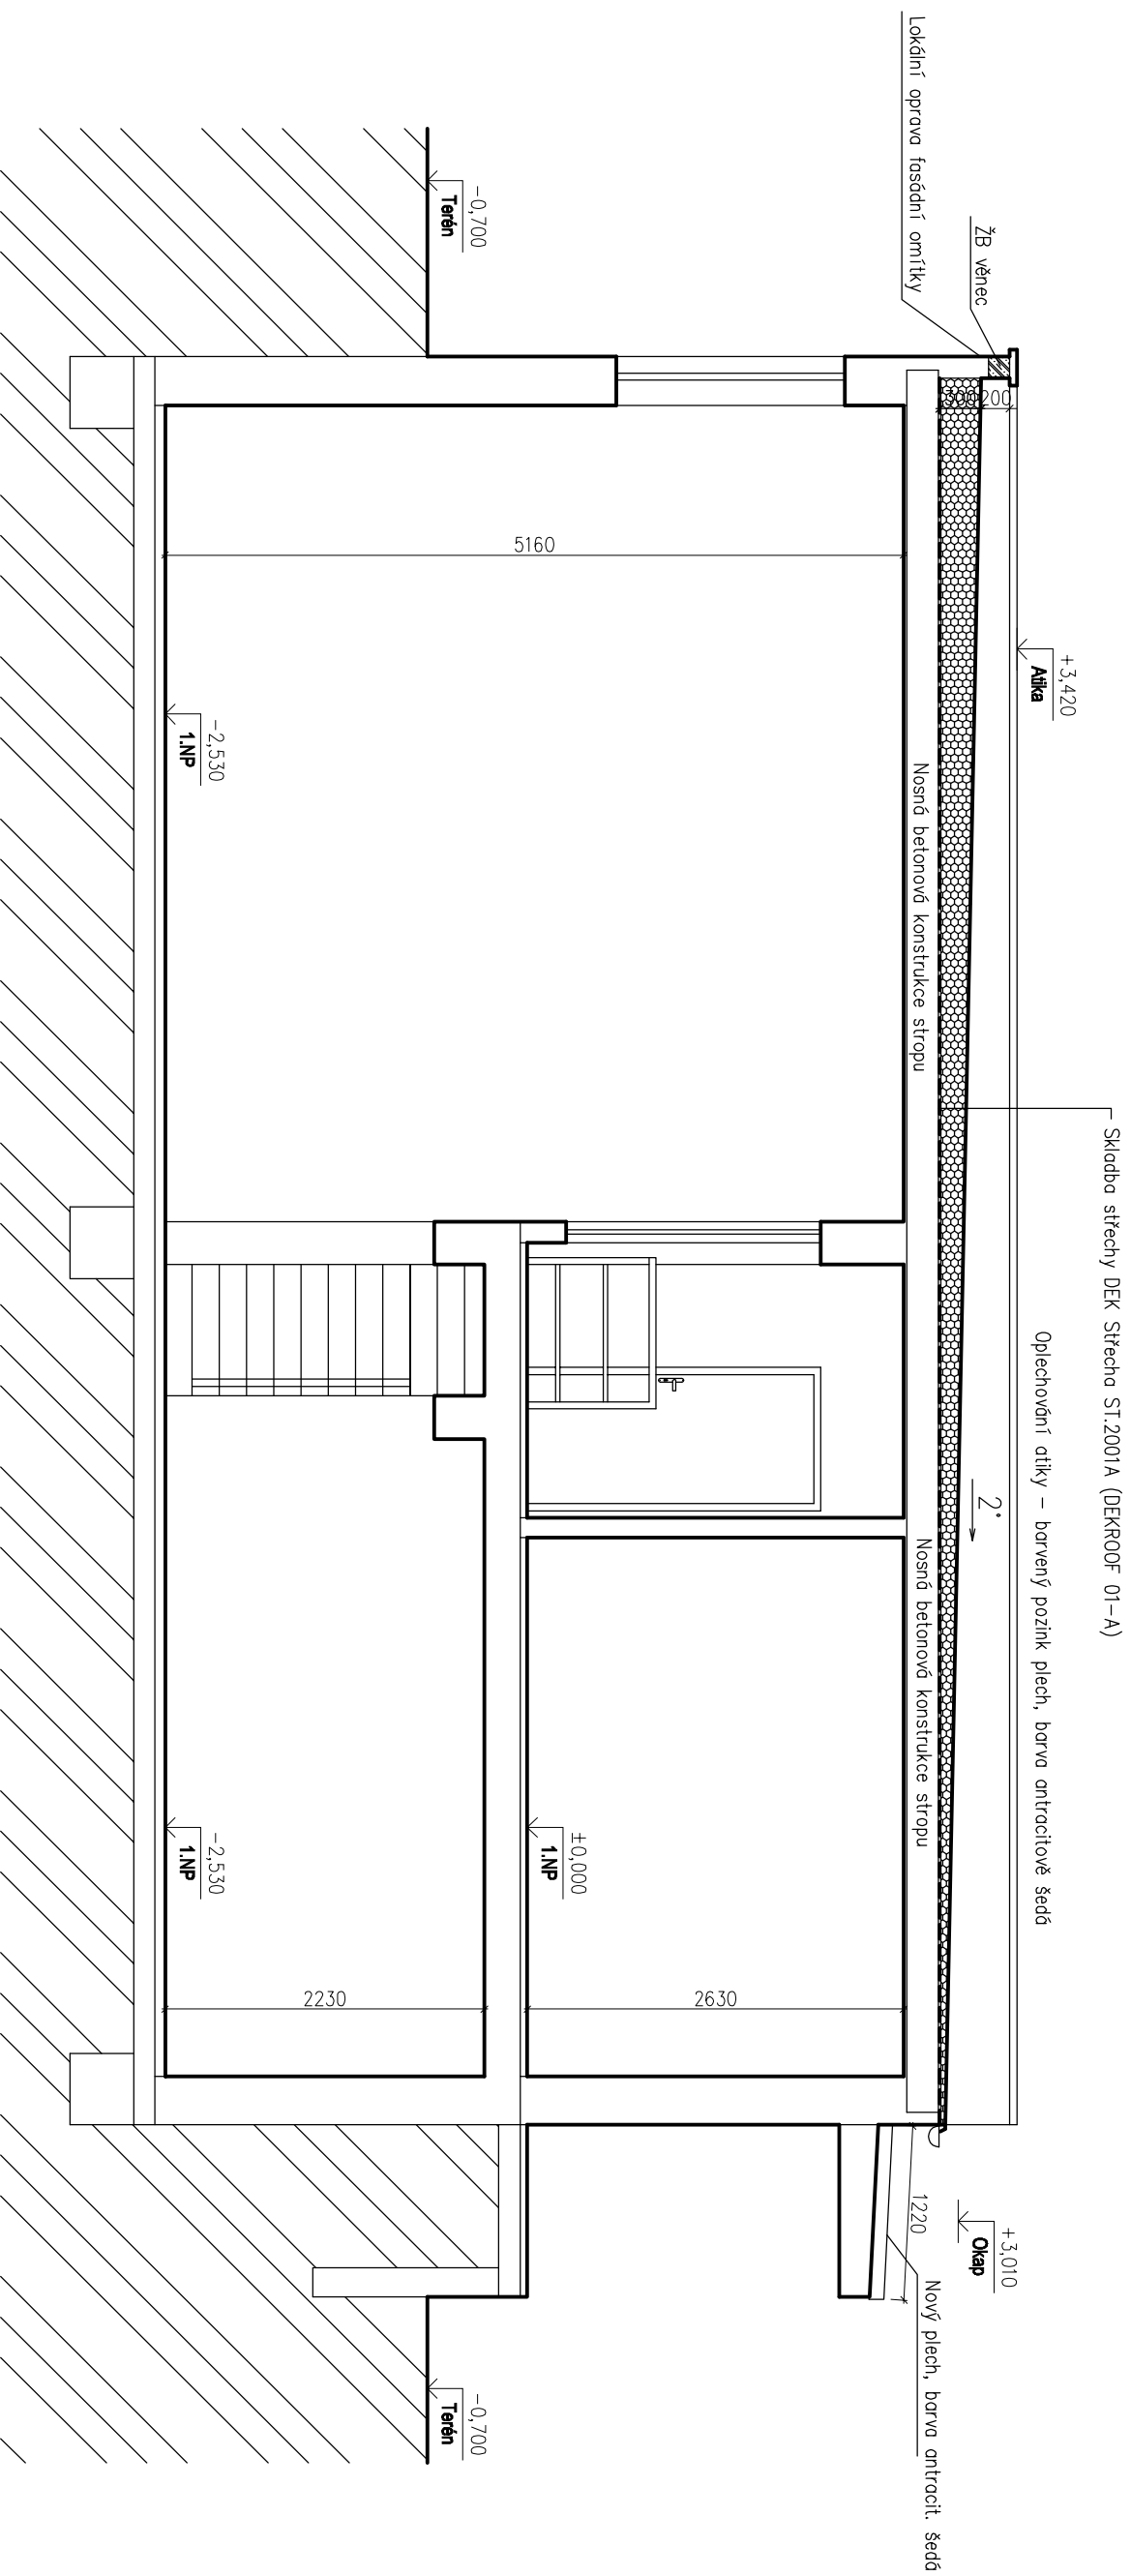 Skladba střechy DEK Střecha ST.2001A (DEKROOF 01-A)
+3,420
Atika
Oplechování atiky - barvený pozink plech, barva antracitově šedá
+3,010
Okap
ŽB věnec
2°
300
200
Lokální oprava fasádní omítky
Nosná betonová konstrukce stropu
Nosná betonová konstrukce stropu
1220
Nový plech, barva antracit. šedá
5160
2630
±0,000
1.NP
-0,700
Terén
-0,700
Terén
-2,530
1.NP
-2,530
1.NP
2230